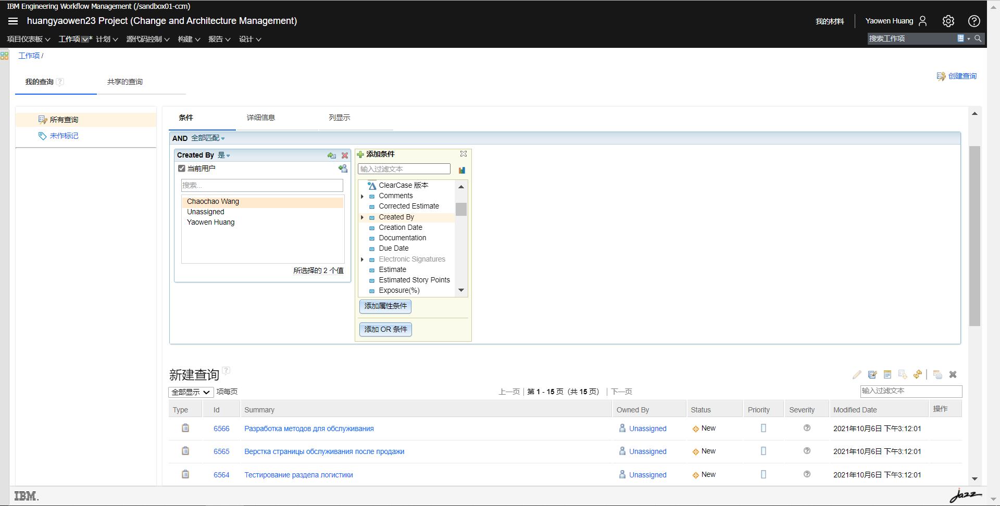 IBM Engineering Workflow Management (/sandbox01-ccm)
huangyaowen23 Project (Change and Architecture Management)
我的材料
Yaowen Huang
项目仪表板 工作项 * 计划 源代码控制 构建 报告 设计
搜索工作项
工作项 /
我的查询 ?
共享的查询
创建查询
所有查询
未作标记
条件
详细信息
列显示
AND 全部匹配
Created By 是
当前用户
搜索...
Chaochao Wang
Unassigned
Yaowen Huang
所选择的 2 个值
添加条件
输入过滤文本
ClearCase 版本
Comments
Corrected Estimate
Created By
Creation Date
Documentation
Due Date
Electronic Signatures
Estimate
Estimated Story Points
Exposure(%)
添加属性条件
添加 OR 条件
新建查询 ?
全部显示 项每页
上一页 | 第 1 - 15 页 (共 15 页) | 下一页
输入过滤文本
Type Id Summary Owned By Status Priority Severity Modified Date 操作
6566 Разработка методов для обслуживания Unassigned New 2021年10月6日 下午3:12:01
6565 Верстка страницы обслуживания после продажи Unassigned New 2021年10月6日 下午3:12:01
6564 Тестирование раздела логистики Unassigned New 2021年10月6日 下午3:12:01
IBM.
jazz